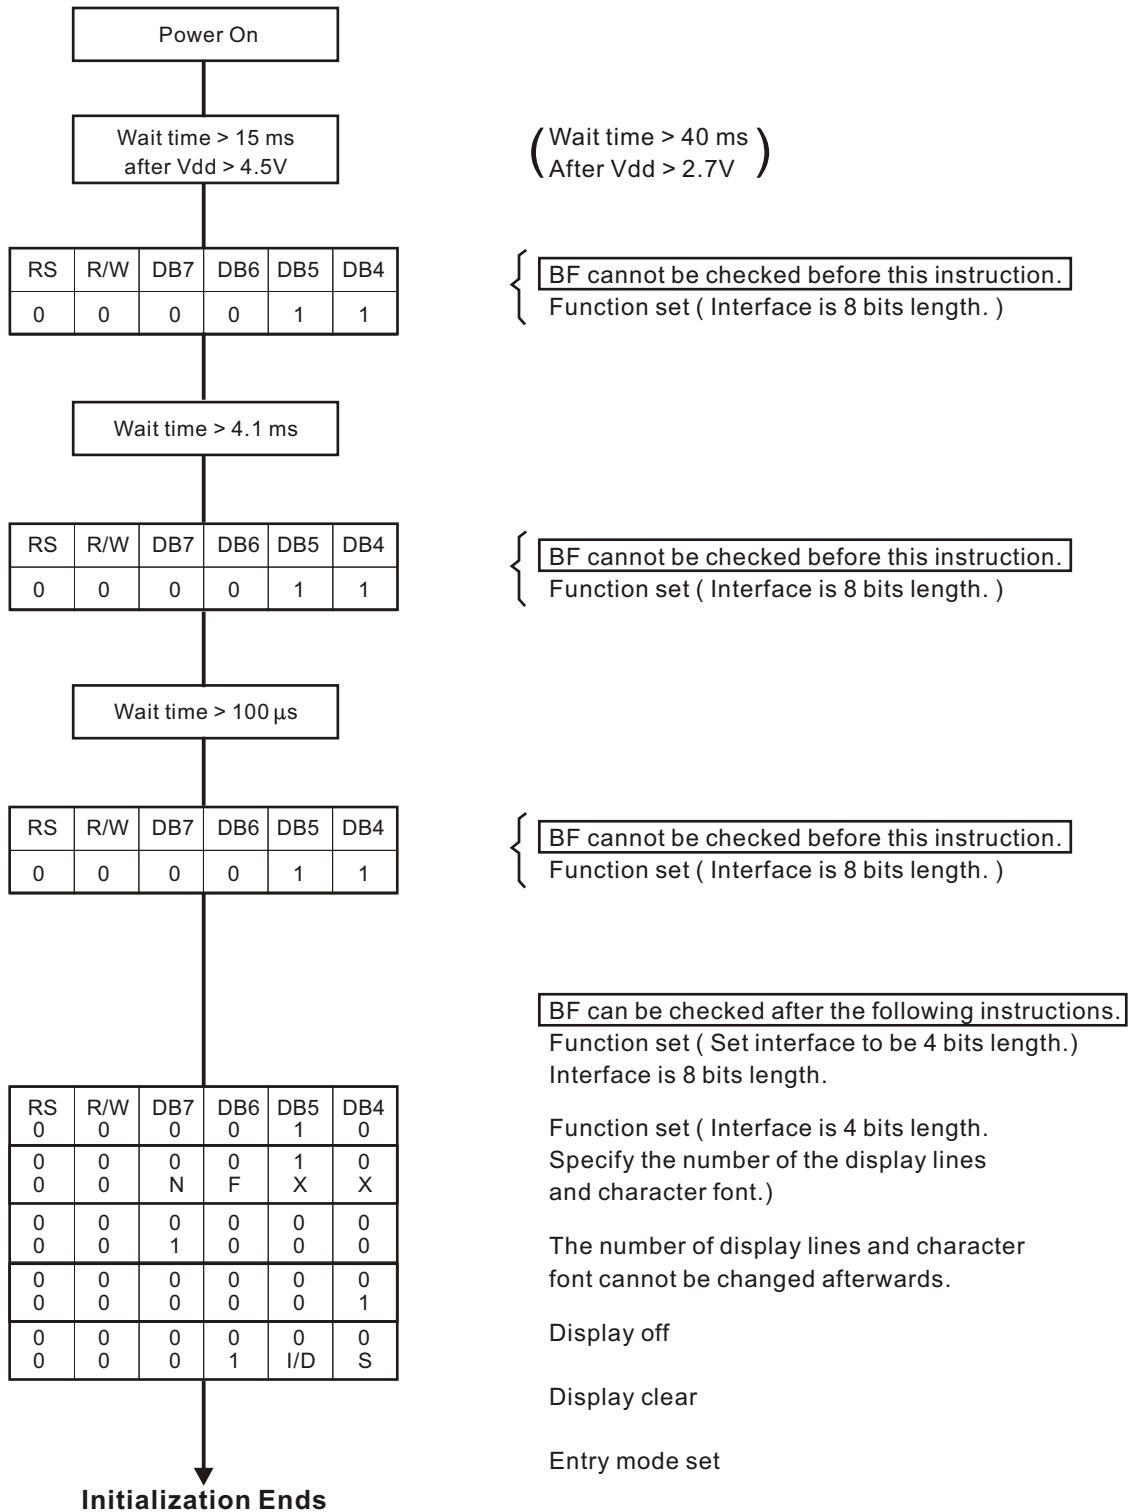 Power On
Wait time > 15 ms
after Vdd > 4.5V
(Wait time > 40 ms
After Vdd > 2.7V)
RS R/W DB7 DB6 DB5 DB4
0 0 0 0 1 1
BF cannot be checked before this instruction.
Function set ( Interface is 8 bits length. )
Wait time > 4.1 ms
RS R/W DB7 DB6 DB5 DB4
0 0 0 0 1 1
BF cannot be checked before this instruction.
Function set ( Interface is 8 bits length. )
Wait time > 100 µs
RS R/W DB7 DB6 DB5 DB4
0 0 0 0 1 1
BF cannot be checked before this instruction.
Function set ( Interface is 8 bits length. )
RS R/W DB7 DB6 DB5 DB4
0 0 0 0 1 0
0 0 0 0 1 0
0 0 N F X X
0 0 0 0 0 0
0 0 1 0 0 0
0 0 0 0 0 0
0 0 0 0 0 1
0 0 0 0 0 0
0 0 0 1 I/D S
BF can be checked after the following instructions.
Function set ( Set interface to be 4 bits length.)
Interface is 8 bits length.
Function set ( Interface is 4 bits length.
Specify the number of the display lines
and character font.)
The number of display lines and character
font cannot be changed afterwards.
Display off
Display clear
Entry mode set
Initialization Ends